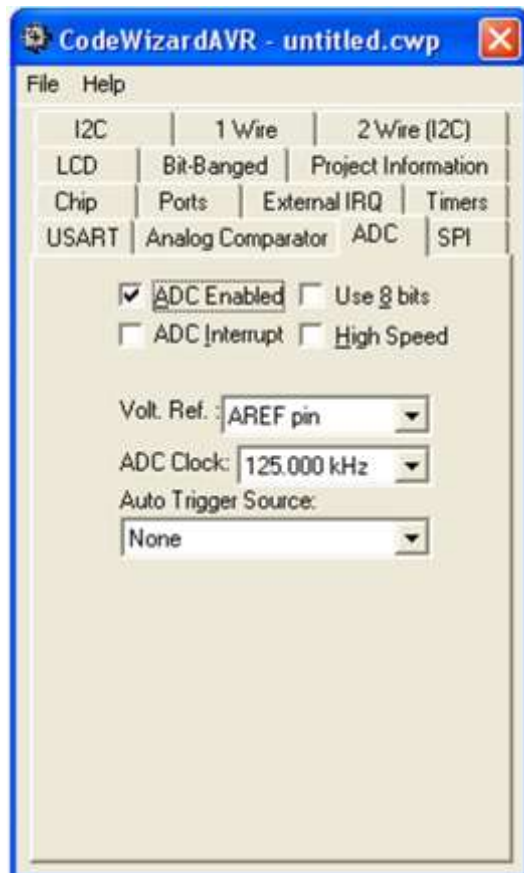 CodeWizardAVR - untitled.cwp
File Help
I2C 1 Wire 2 Wire (I2C)
LCD Bit-Banged Project Information
Chip Ports External IRQ Timers
USART Analog Comparator ADC SPI
ADC Enabled Use 8 bits
ADC Interrupt High Speed
Volt. Ref. : AREF pin
ADC Clock: 125.000 kHz
Auto Trigger Source:
None